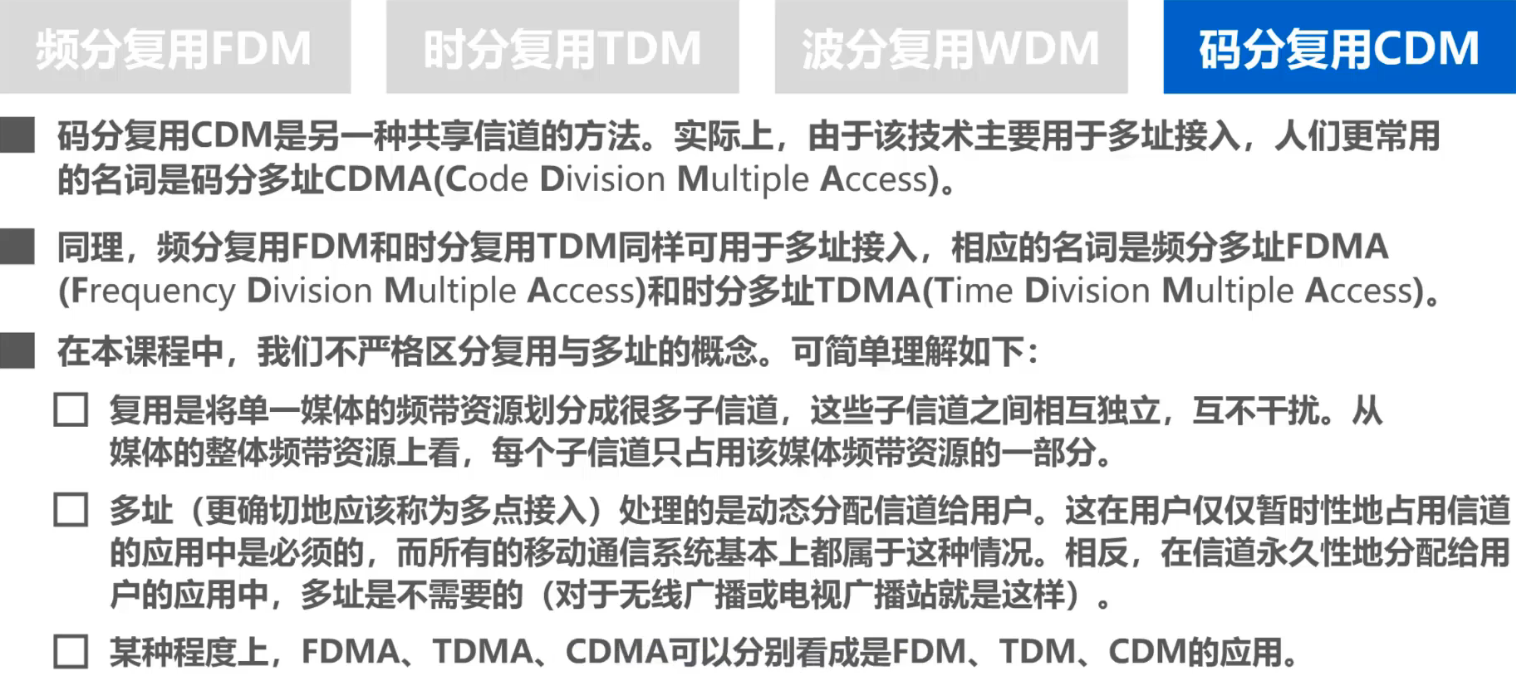 频分复用FDM
时分复用TDM
波分复用WDM
码分复用CDM
码分复用CDM是另一种共享信道的方法。实际上，由于该技术主要用于多址接入，人们更常用
的名词是码分多址CDMA(Code Division Multiple Access)。
同理，频分复用FDM和时分复用TDM同样可用于多址接入，相应的名词是频分多址FDMA
(Frequency Division Multiple Access)和时分多址TDMA(Time Division Multiple Access)。
在本课程中，我们不严格区分复用与多址的概念。可简单理解如下：
复用是将单一媒体的频带资源划分成很多子信道，这些子信道之间相互独立，互不干扰。从
媒体的整体频带资源上看，每个子信道只占用该媒体频带资源的一部分。
多址（更确切地应该称为多点接入）处理的是动态分配信道给用户。这在用户仅仅暂时性地占用信道
的应用中是必须的，而所有的移动通信系统基本上都属于这种情况。相反，在信道永久性地分配给用
户的应用中，多址是不需要的（对于无线广播或电视广播站就是这样）。
某种程度上，FDMA、TDMA、CDMA可以分别看成是FDM、TDM、CDM的应用。